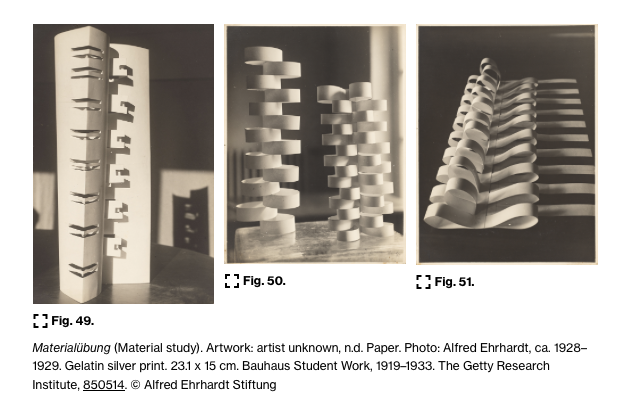 Fig. 50.
Fig. 51.
Fig. 49.
Materialübung (Material study). Artwork: artist unknown, n.d. Paper. Photo: Alfred Ehrhardt, ca. 1928–
1929. Gelatin silver print. 23.1 x 15 cm. Bauhaus Student Work, 1919–1933. The Getty Research
Institute, 850514. © Alfred Ehrhardt Stiftung